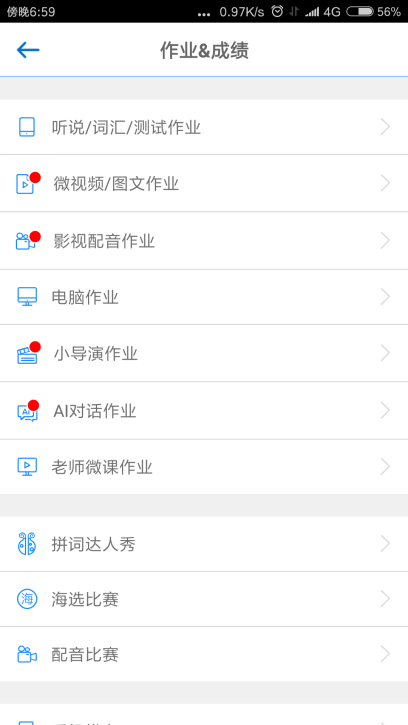 傍晚6:59
... 0.97K/s 4G 56%
作业&成绩
听说/词汇/测试作业
微视频/图文作业
影视配音作业
电脑作业
小导演作业
AI
AI对话作业
老师微课作业
拼词达人秀
海
海选比赛
配音比赛